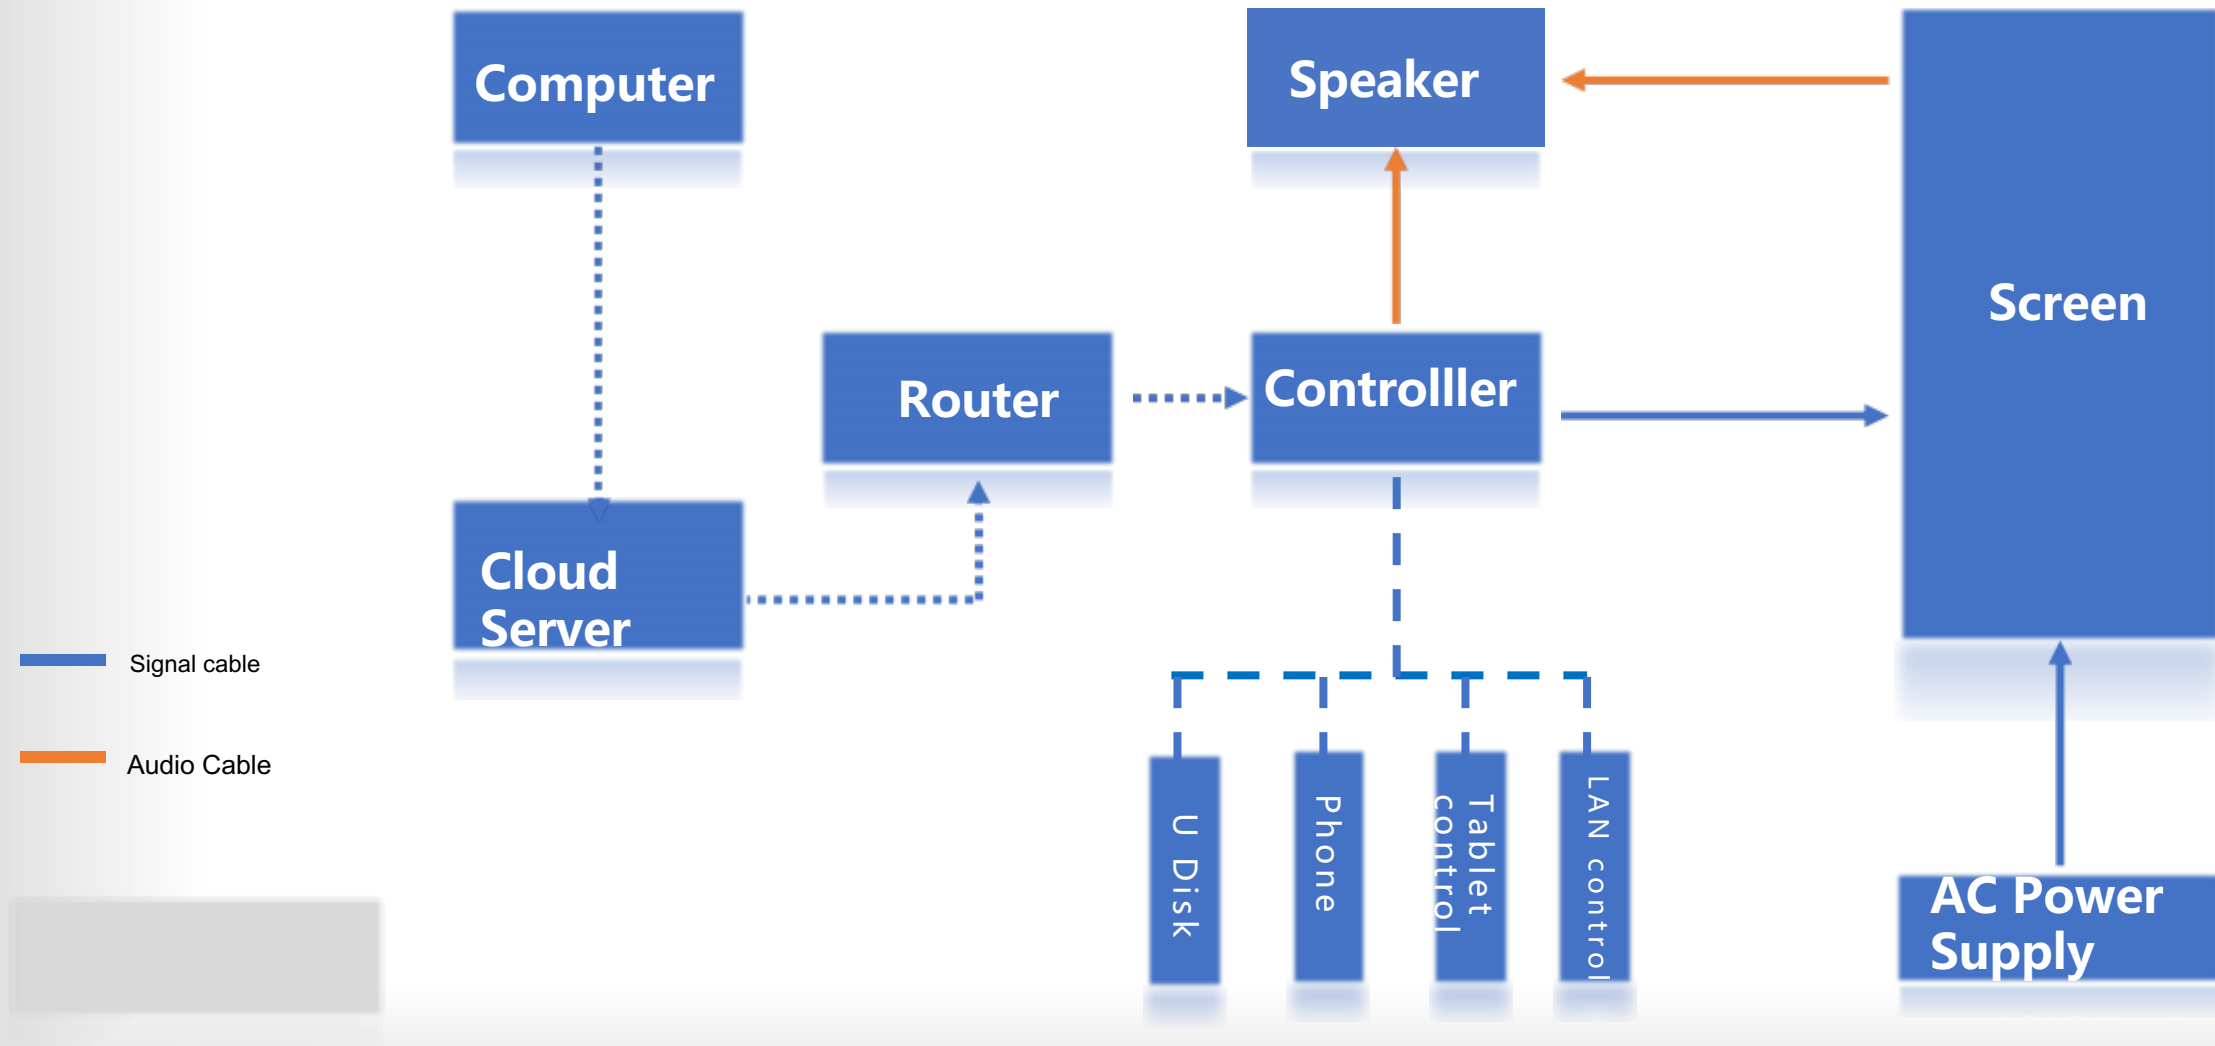 Computer
Speaker
Screen
Router
Controlller
Cloud
Server
Signal cable
Audio Cable
U Disk
Phone
Tablet
control
LAN control
AC Power
Supply